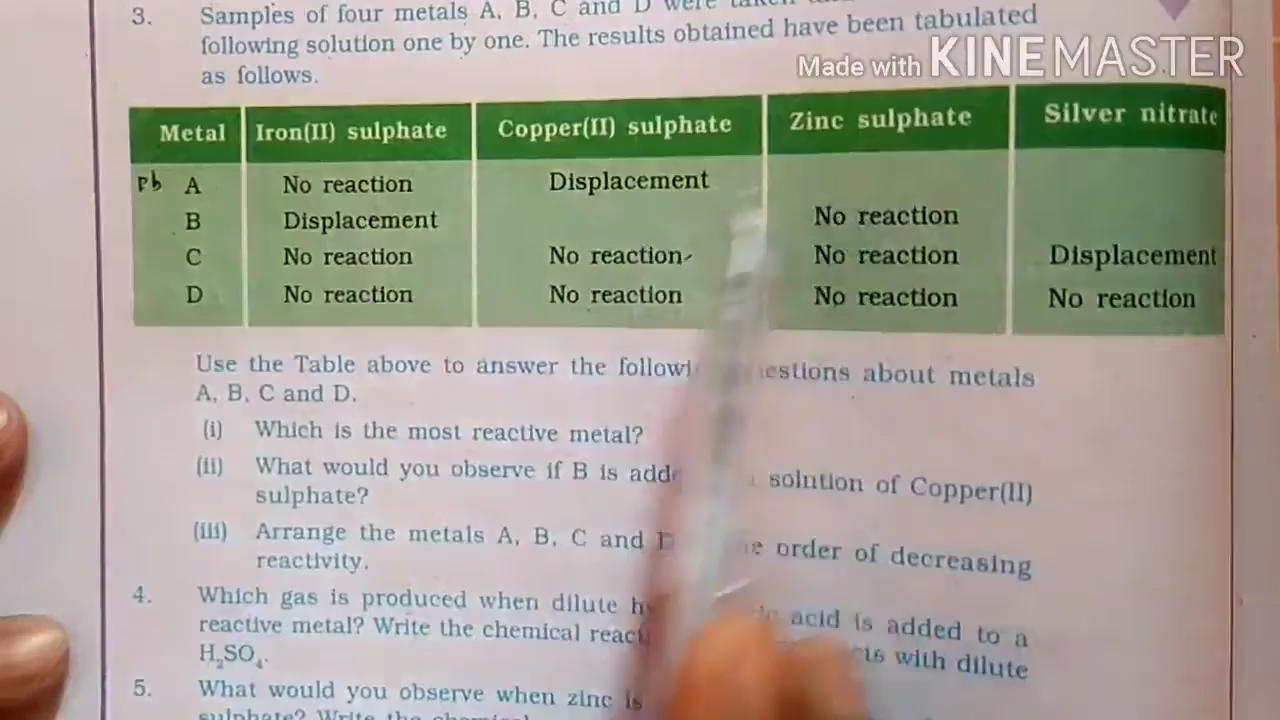 3. Samples of four metals A, B, C and D were
following solution one by one. The results obtained have been tabulated
as follows.
Made with KINEMASTER
Metal Iron(II) sulphate Copper(II) sulphate Zinc sulphate Silver nitrate
Pb A No reaction Displacement
B Displacement No reaction
C No reaction No reaction No reaction Displacement
D No reaction No reaction No reaction No reaction
Use the Table above to answer the estions about metals
A, B, C and D.
(i) Which is the most reactive metal?
(ii) What would you observe if B is solution of Copper(II)
sulphate?
(iii) Arrange the metals A, B, C and order of decreasing
reactivity.
4. Which gas is produced when dilute acid is added to a
reactive metal? Write the chemical with dilute
H₂SO₄.
5. What would you observe when zinc is
sulphate? Write the